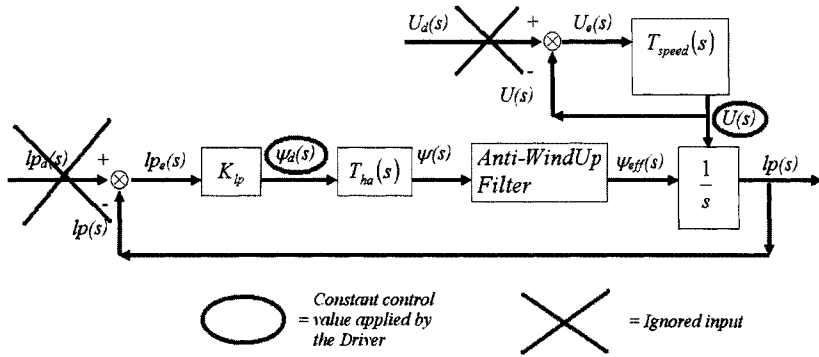 U_d(s) + U_e(s) T_speed(s)
-
U(s) U(s)
lp_d(s) + lp_e(s) K_lp ψ_d(s) T_ha(s) ψ(s) Anti-WindUp Filter ψ_eff(s) 1/s lp(s)
-
lp(s)
Constant control
= value applied by
the Driver
= Ignored input